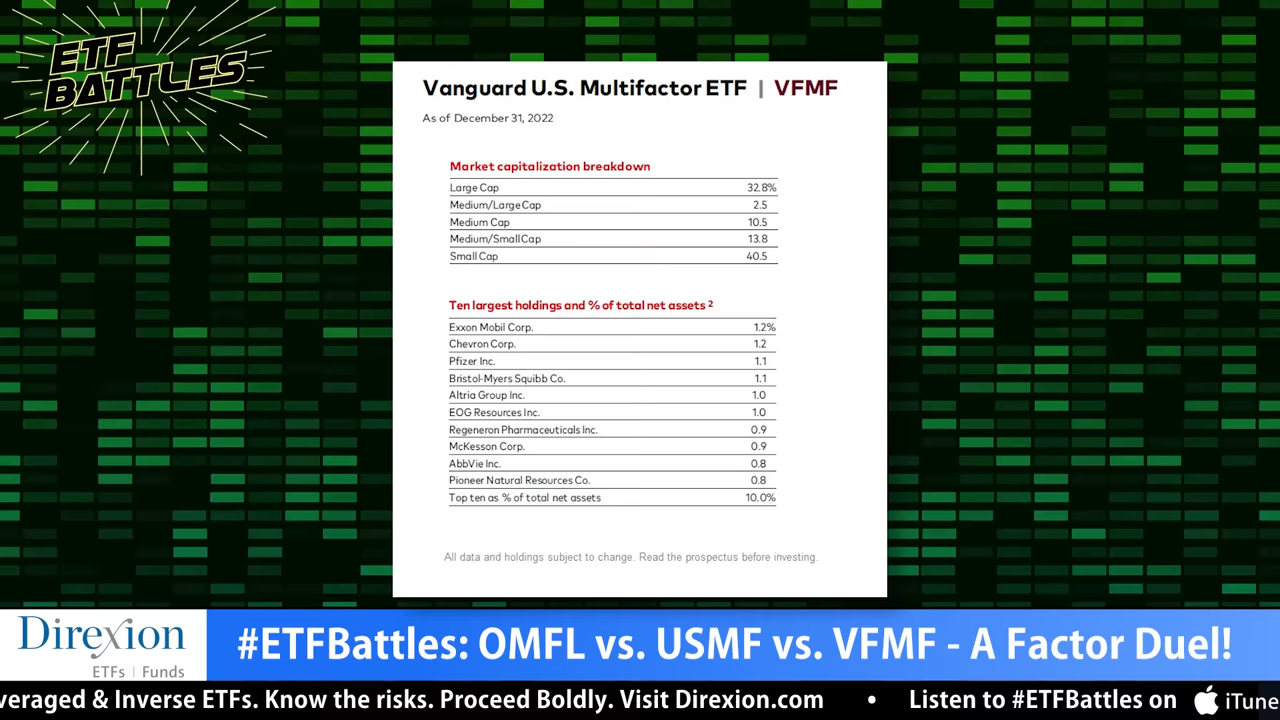 ETF
BATTLES
Vanguard U.S. Multifactor ETF | VFMF
As of December 31, 2022
Market capitalization breakdown
Large Cap 32.8%
Medium/Large Cap 2.5
Medium Cap 10.5
Medium/Small Cap 13.8
Small Cap 40.5
Ten largest holdings and % of total net assets 2
Exxon Mobil Corp. 1.2%
Chevron Corp. 1.2
Pfizer Inc. 1.1
Bristol-Myers Squibb Co. 1.1
Altria Group Inc. 1.0
EOG Resources Inc. 1.0
Regeneron Pharmaceuticals Inc. 0.9
McKesson Corp. 0.9
AbbVie Inc. 0.8
Pioneer Natural Resources Co. 0.8
Top ten as % of total net assets 10.0%
All data and holdings subject to change. Read the prospectus before investing.
Direxion
ETFs | Funds
#ETFBattles: OMFL vs. USMF vs. VFMF - A Factor Duel!
veraged & Inverse ETFs. Know the risks. Proceed Boldly. Visit Direxion.com • Listen to #ETFBattles on iTune